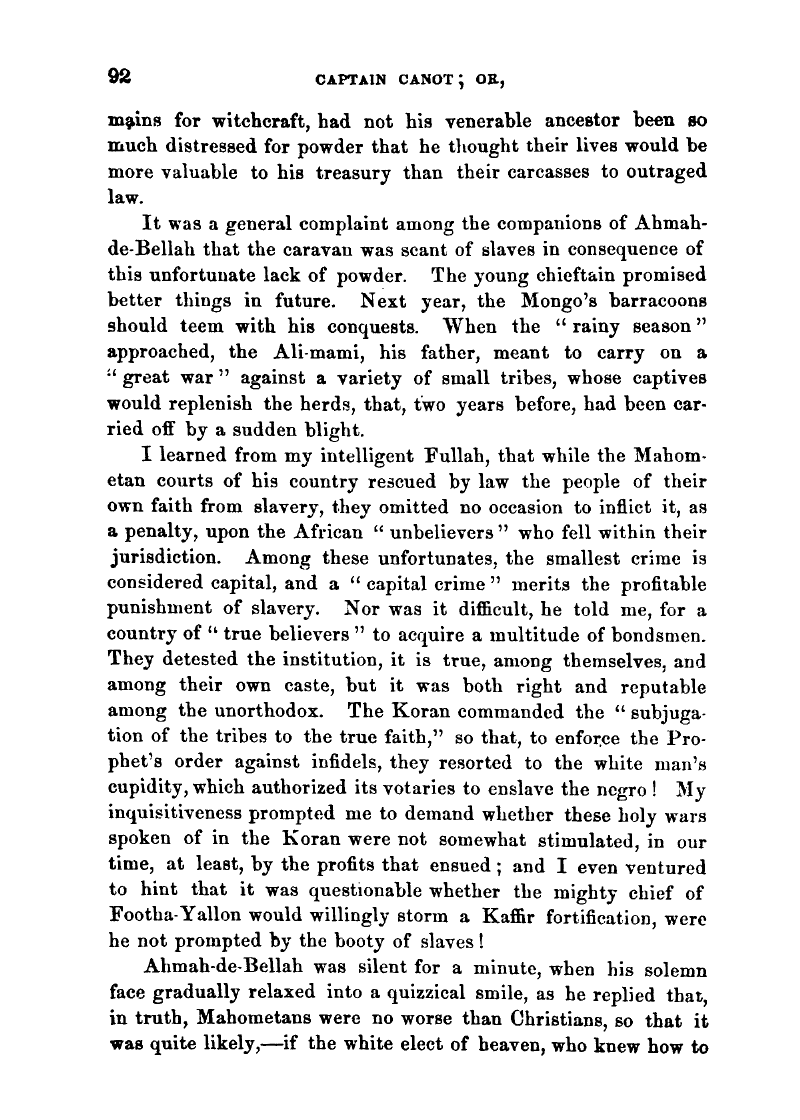 92 CAPTAIN CANOT; OR,
mains for witchcraft, had not his venerable ancestor been so
much distressed for powder that he thought their lives would be
more valuable to his treasury than their carcasses to outraged
law.
It was a general complaint among the companions of Ahmah-
de-Bellah that the caravan was scant of slaves in consequence of
this unfortunate lack of powder. The young chieftain promised
better things in future. Next year, the Mongo's barracoons
should teem with his conquests. When the "rainy season"
approached, the Ali-mami, his father, meant to carry on a
"great war" against a variety of small tribes, whose captives
would replenish the herds, that, two years before, had been car-
ried off by a sudden blight.
I learned from my intelligent Fullah, that while the Mahom-
etan courts of his country rescued by law the people of their
own faith from slavery, they omitted no occasion to inflict it, as
a penalty, upon the African "unbelievers" who fell within their
jurisdiction. Among these unfortunates, the smallest crime is
considered capital, and a "capital crime" merits the profitable
punishment of slavery. Nor was it difficult, he told me, for a
country of "true believers" to acquire a multitude of bondsmen.
They detested the institution, it is true, among themselves, and
among their own caste, but it was both right and reputable
among the unorthodox. The Koran commanded the "subjuga-
tion of the tribes to the true faith," so that, to enforce the Pro-
phet's order against infidels, they resorted to the white man's
cupidity, which authorized its votaries to enslave the negro! My
inquisitiveness prompted me to demand whether these holy wars
spoken of in the Koran were not somewhat stimulated, in our
time, at least, by the profits that ensued; and I even ventured
to hint that it was questionable whether the mighty chief of
Footha-Yallon would willingly storm a Kaffir fortification, were
he not prompted by the booty of slaves!
Ahmah-de-Bellah was silent for a minute, when his solemn
face gradually relaxed into a quizzical smile, as he replied that,
in truth, Mahometans were no worse than Christians, so that it
was quite likely,—if the white elect of heaven, who knew how to